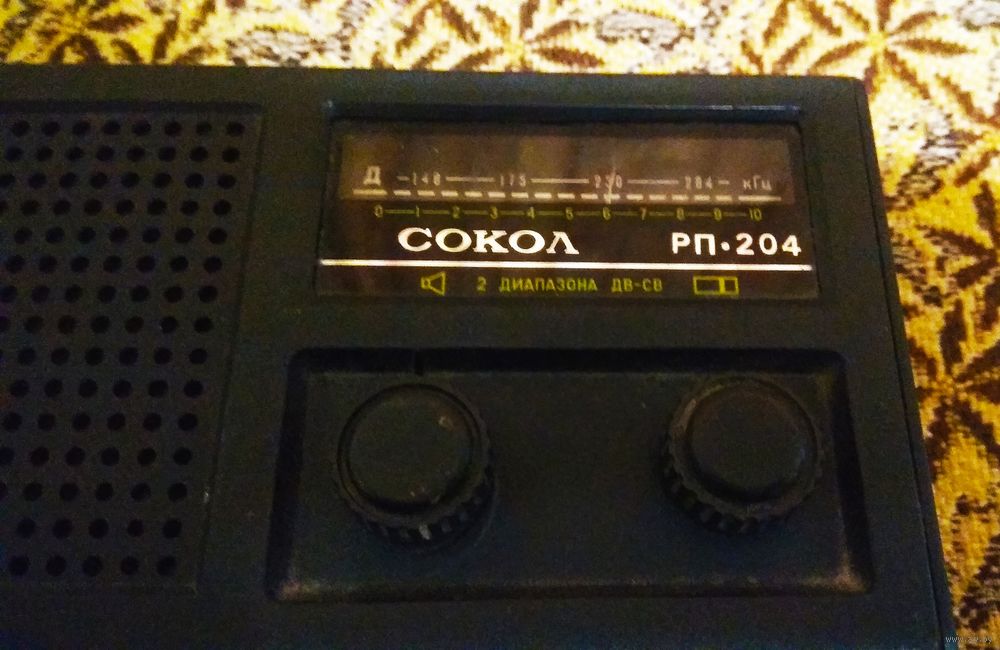 Д 148 175 230 284 кГц
0 1 2 3 4 5 6 7 8 9 10
СОКОЛ РП·204
2 ДИАПАЗОНА ДВ-СВ